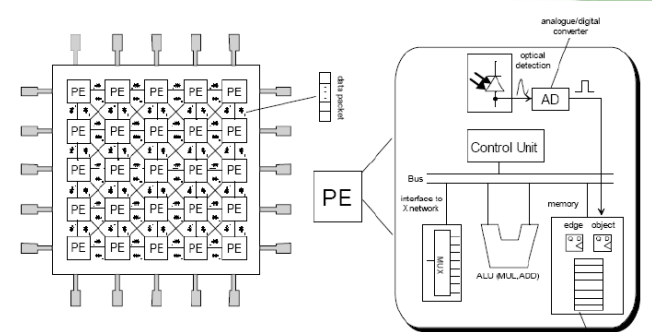 PE PE PE PE PE
PE PE PE PE PE
PE PE PE PE PE
PE PE PE PE PE
PE PE PE PE PE
data packet
PE
analogue/digital
converter
optical
detection
AD
Control Unit
Bus
interface to
X network
memory
MUX
ALU (MUL,ADD)
edge object